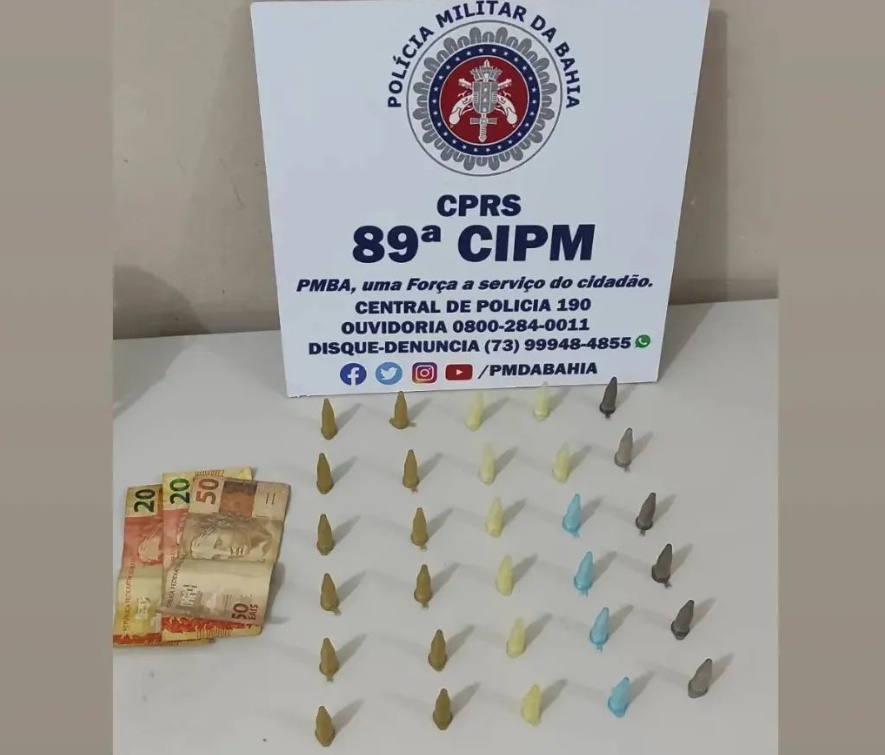 POLÍCIA MILITAR DA BAHIA
CPRS
89ª CIPM
PMBA, uma Força a serviço do cidadão.
CENTRAL DE POLICIA 190
OUVIDORIA 0800-284-0011
DISQUE-DENUNCIA (73) 99948-4855
/PMDABAHIA
20
20
50
50